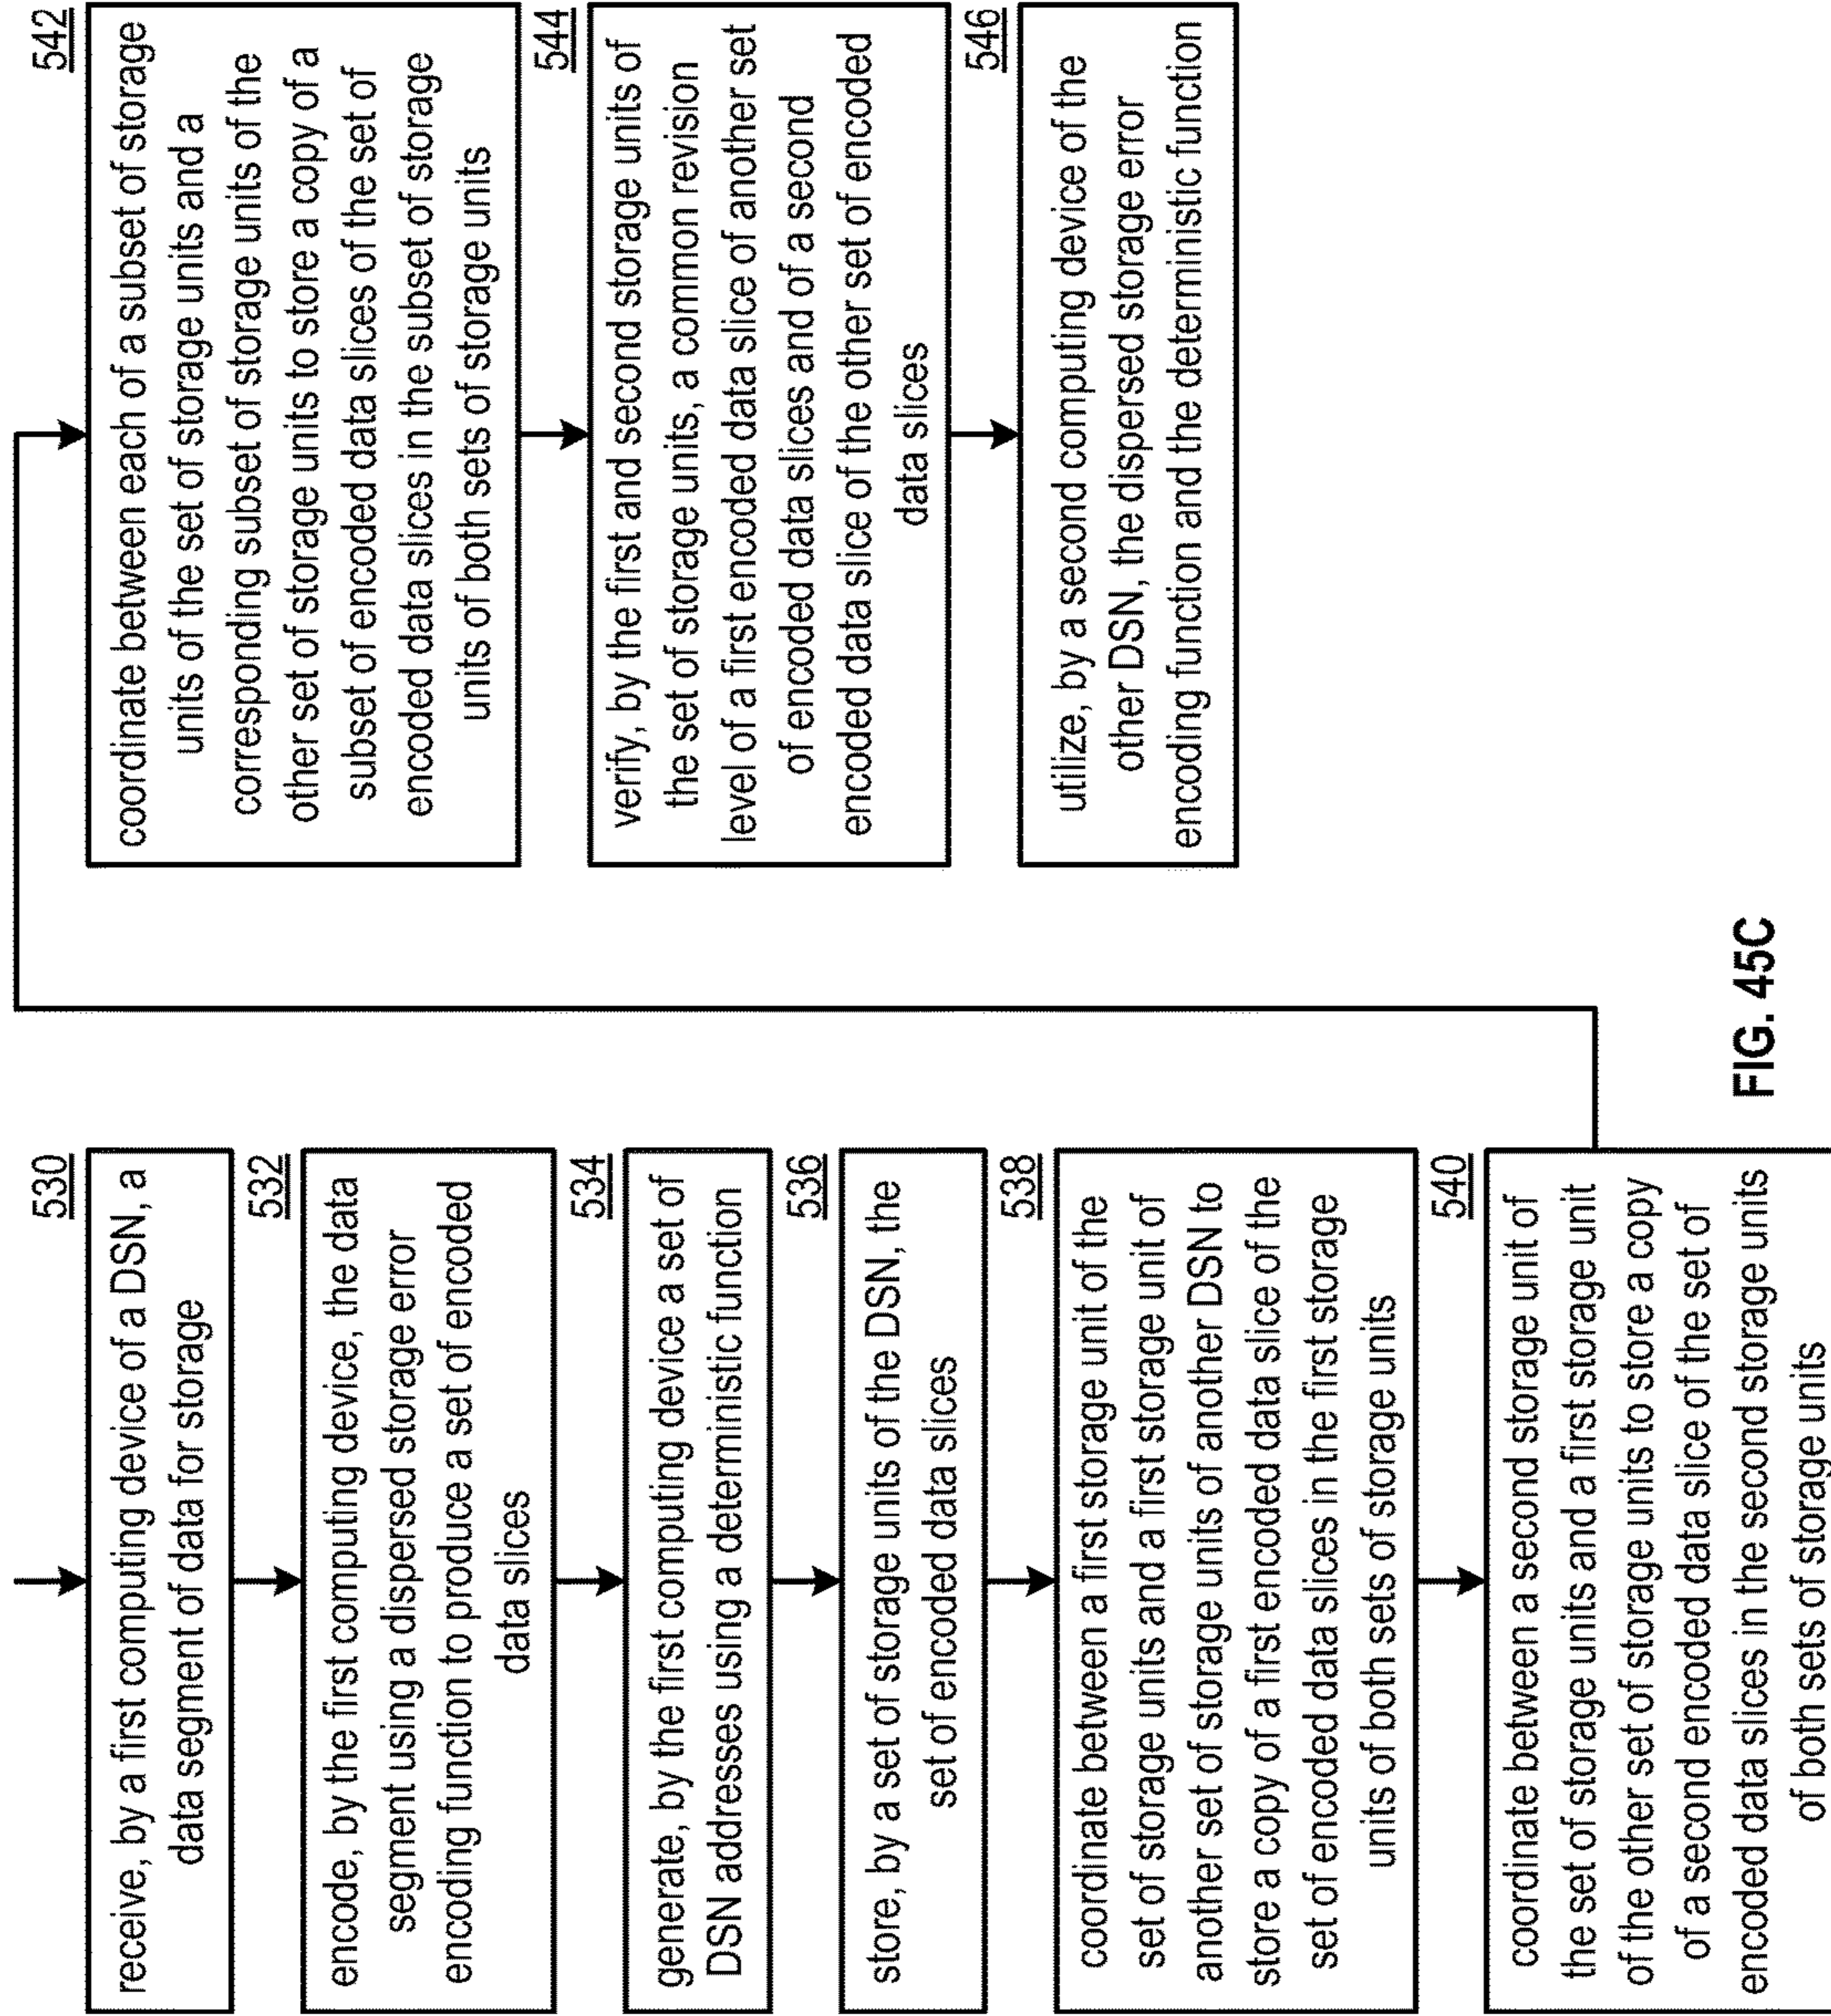 530
receive, by a first computing device of a DSN, a
data segment of data for storage
532
encode, by the first computing device, the data
segment using a dispersed storage error
encoding function to produce a set of encoded
data slices
534
generate, by the first computing device a set of
DSN addresses using a deterministic function
536
store, by a set of storage units of the DSN, the
set of encoded data slices
538
coordinate between a first storage unit of the
set of storage units and a first storage unit of
another set of storage units of another DSN to
store a copy of a first encoded data slice of the
set of encoded data slices in the first storage
units of both sets of storage units
540
coordinate between a second storage unit of
the set of storage units and a first storage unit
of the other set of storage units to store a copy
of a second encoded data slice of the set of
encoded data slices in the second storage units
of both sets of storage units
542
coordinate between each of a subset of storage
units of the set of storage units and a
corresponding subset of storage units of the
other set of storage units to store a copy of a
subset of encoded data slices of the set of
encoded data slices in the subset of storage
units of both sets of storage units
544
verify, by the first and second storage units of
the set of storage units, a common revision
level of a first encoded data slice of another set
of encoded data slices and of a second
encoded data slice of the other set of encoded
data slices
546
utilize, by a second computing device of the
other DSN, the dispersed storage error
encoding function and the deterministic function
FIG. 45C